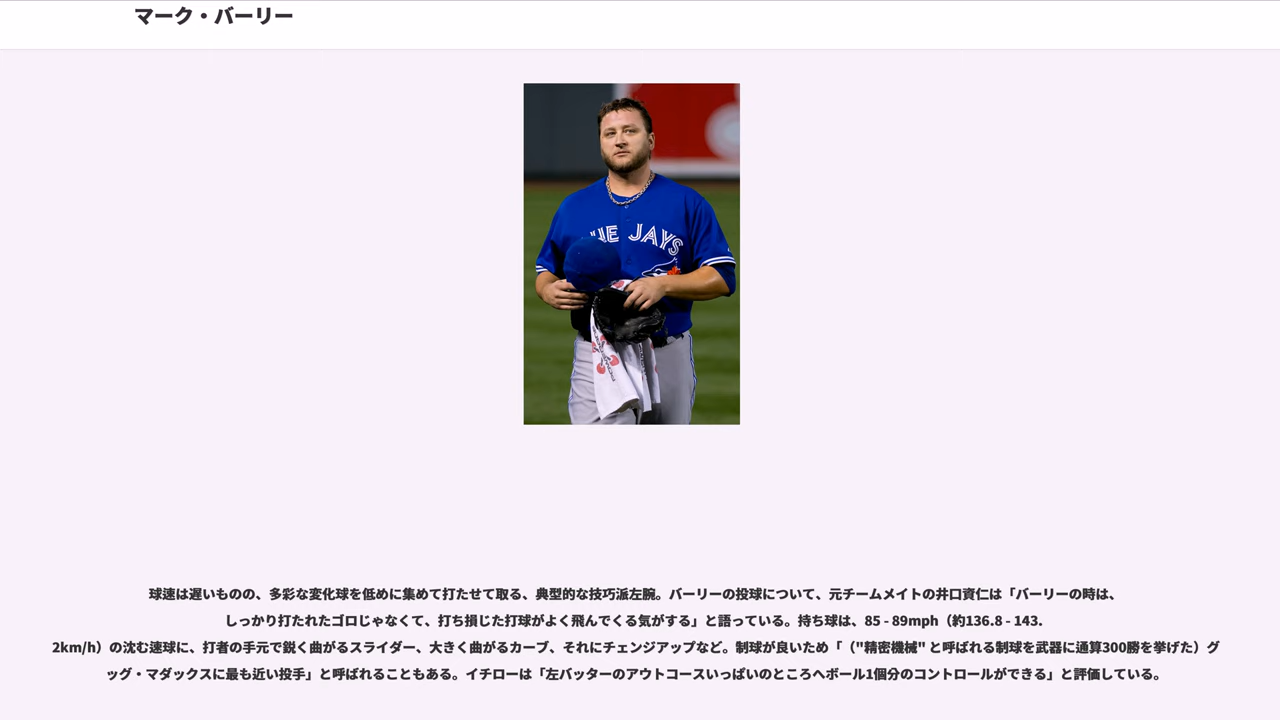 マーク・バーリー
UE JAYS
球速は遅いものの、多彩な変化球を低めに集めて打たせて取る、典型的な技巧派左腕。バーリーの投球について、元チームメイトの井口資仁は「バーリーの時は、
しっかり打たれたゴロじゃなくて、打ち損じた打球がよく飛んでくる気がする」と語っている。持ち球は、85 - 89mph（約136.8 - 143.
2km/h）の沈む速球に、打者の手元で鋭く曲がるスライダー、大きく曲がるカーブ、それにチェンジアップなど。制球が良いため「（"精密機械" と呼ばれる制球を武器に通算300勝を挙げた）グ
ッグ・マダックスに最も近い投手」と呼ばれることもある。イチローは「左バッターのアウトコースいっぱいのところへボール1個分のコントロールができる」と評価している。